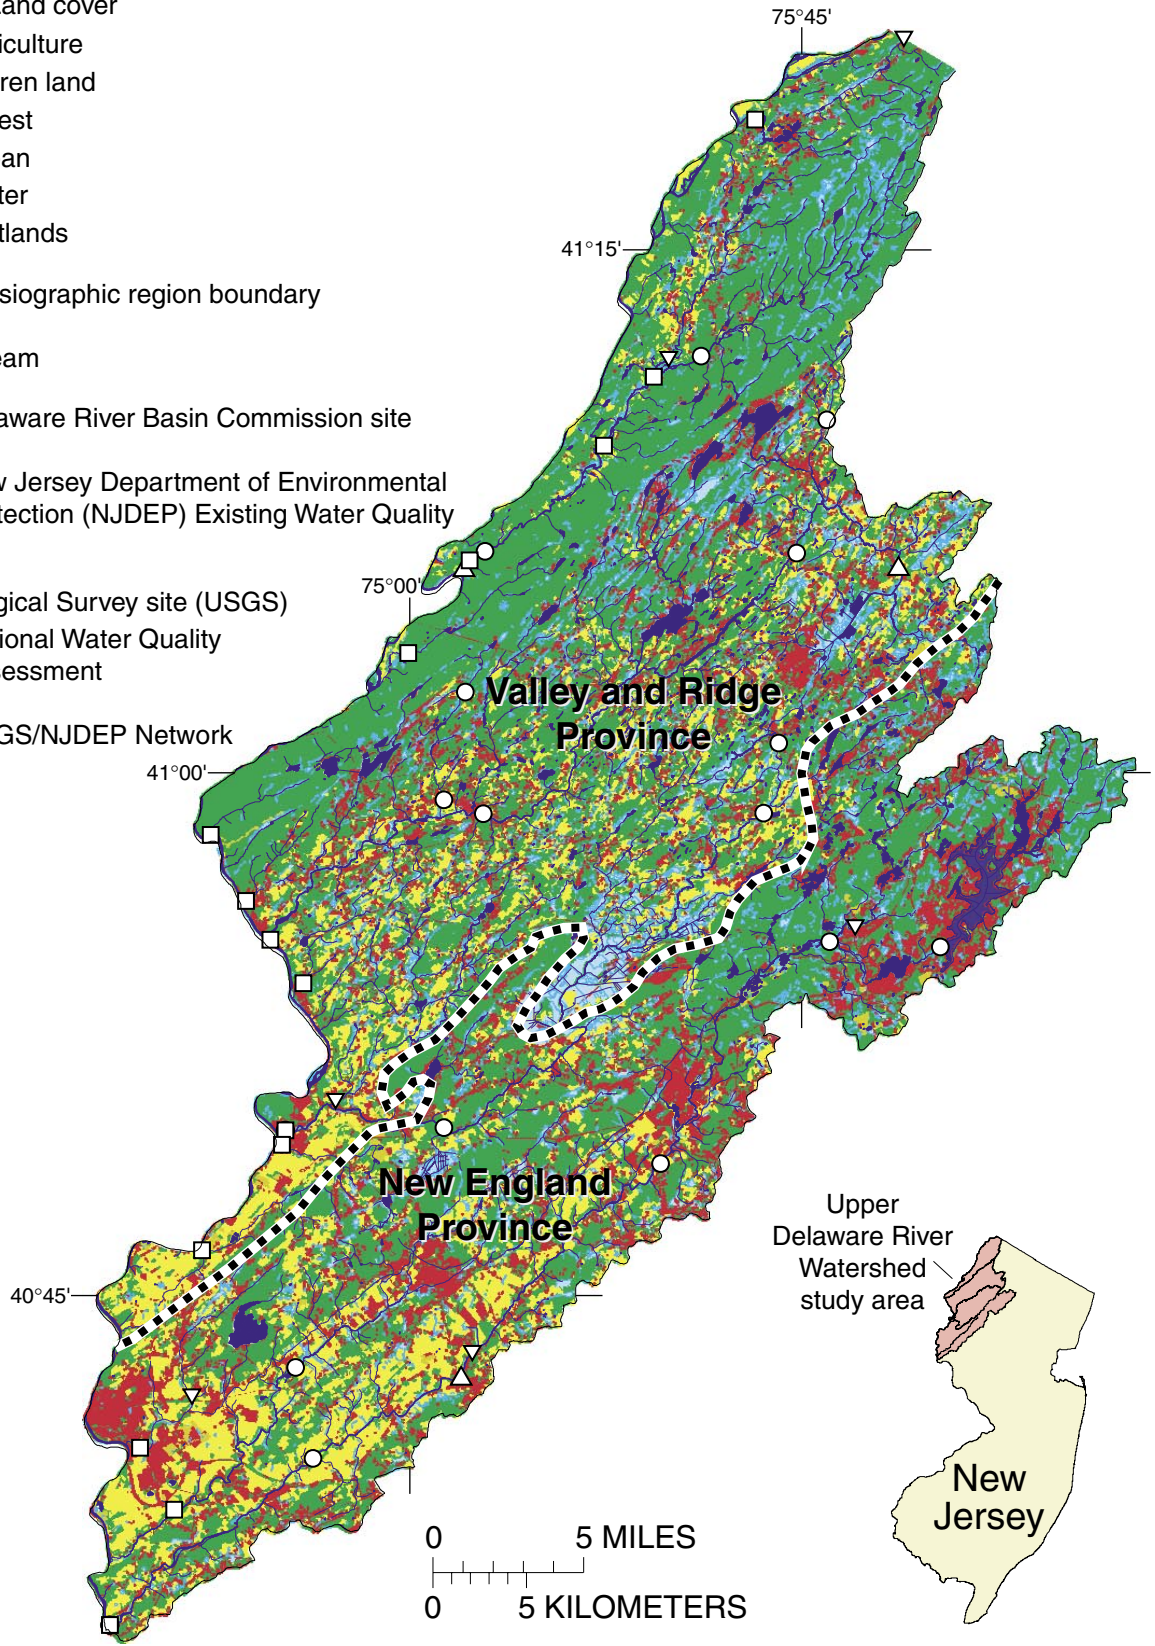 and cover
iculture
ren land
est
an
ter
tlands
siographic region boundary
eam
aware River Basin Commission site
Jersey Department of Environmental
tection (NJDEP) Existing Water Quality
gical Survey site (USGS)
ional Water Quality
sessment
GS/NJDEP Network
75°45'
41°15'
75°00'
Valley and Ridge
Province
41°00'
New England
Province
40°45'
Upper
Delaware River
Watershed
study area
New
Jersey
0 5 MILES
0 5 KILOMETERS